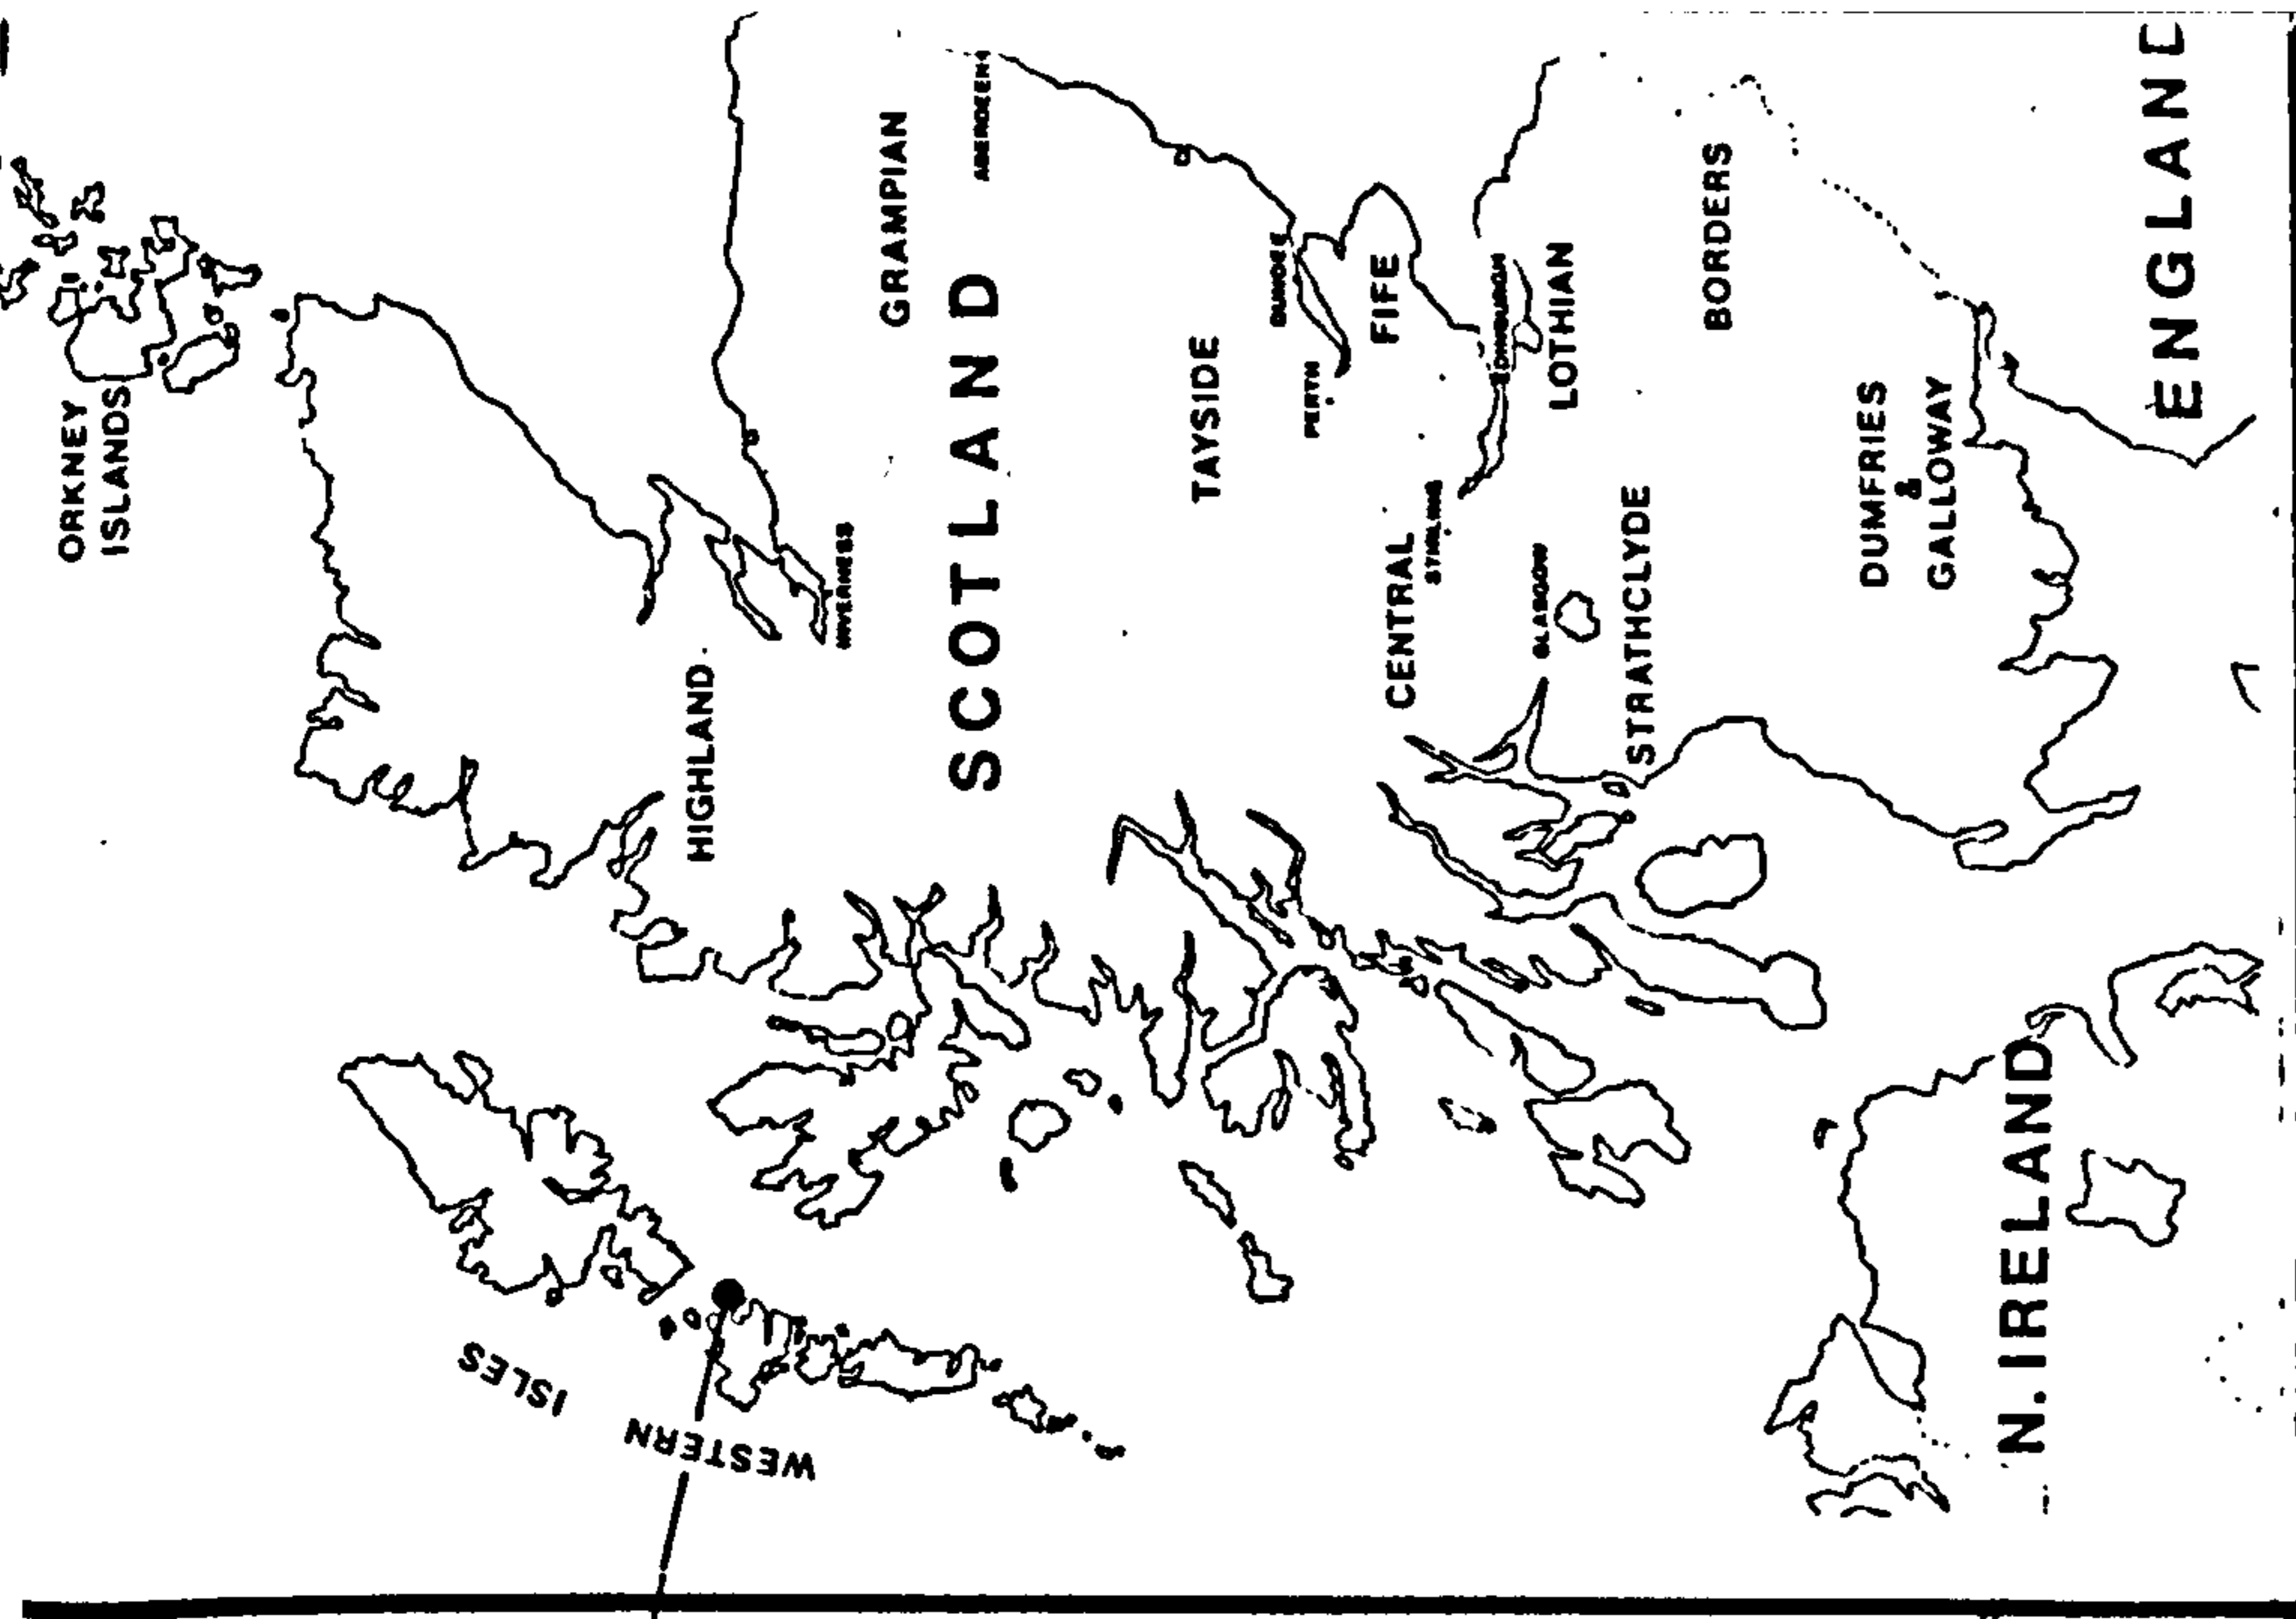 ORKNEY
ISLANDS
WESTERN ISLES
HIGHLAND
INVERNESS
GRAMPIAN
ABERDEEN
SCOTLAND
TAYSIDE
DUNDEE
PERTH
FIFE
CENTRAL
STIRLING
EDINBURGH
LOTHIAN
GLASGOW
STRATHCLYDE
BORDERS
DUMFRIES
&
GALLOWAY
N. IRELAND
ENGLAND